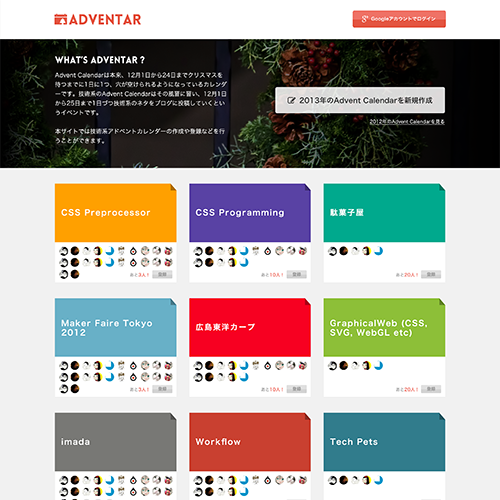 ADVENTAR
Googleアカウントでログイン
WHAT'S ADVENTAR ?
Advent Calendarは本来、12月1日から24日までクリスマスを
待つまでに1日に1つ、穴が空けられるようになっているカレンダ
ーです。技術系のAdvent Calendarはその風習に習い、12月1日
から25日まで1日づつ技術系のネタをブログに投稿していくとい
うイベントです。
本サイトでは技術系アドベントカレンダーの作成や登録などを行
うことができます。
2013年のAdvent Calendarを新規作成
2012年のAdvent Calendarを見る
CSS Preprocessor
あと3人！ 登録
CSS Programming
あと10人！ 登録
駄菓子屋
あと20人！ 登録
Maker Faire Tokyo
2012
あと3人！ 登録
広島東洋カープ
あと10人！ 登録
GraphicalWeb (CSS,
SVG, WebGL etc)
あと20人！ 登録
imada
Workflow
Tech Pets